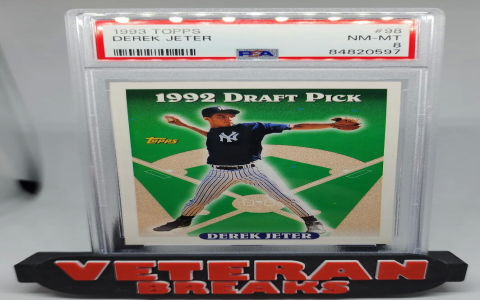 1993 TOPPS #98
DEREK JETER NM-MT
8
PSA 84820597
1992 DRAFT PICK
TOPPS
NY
DEREK JETER
VETERAN
BREAKS